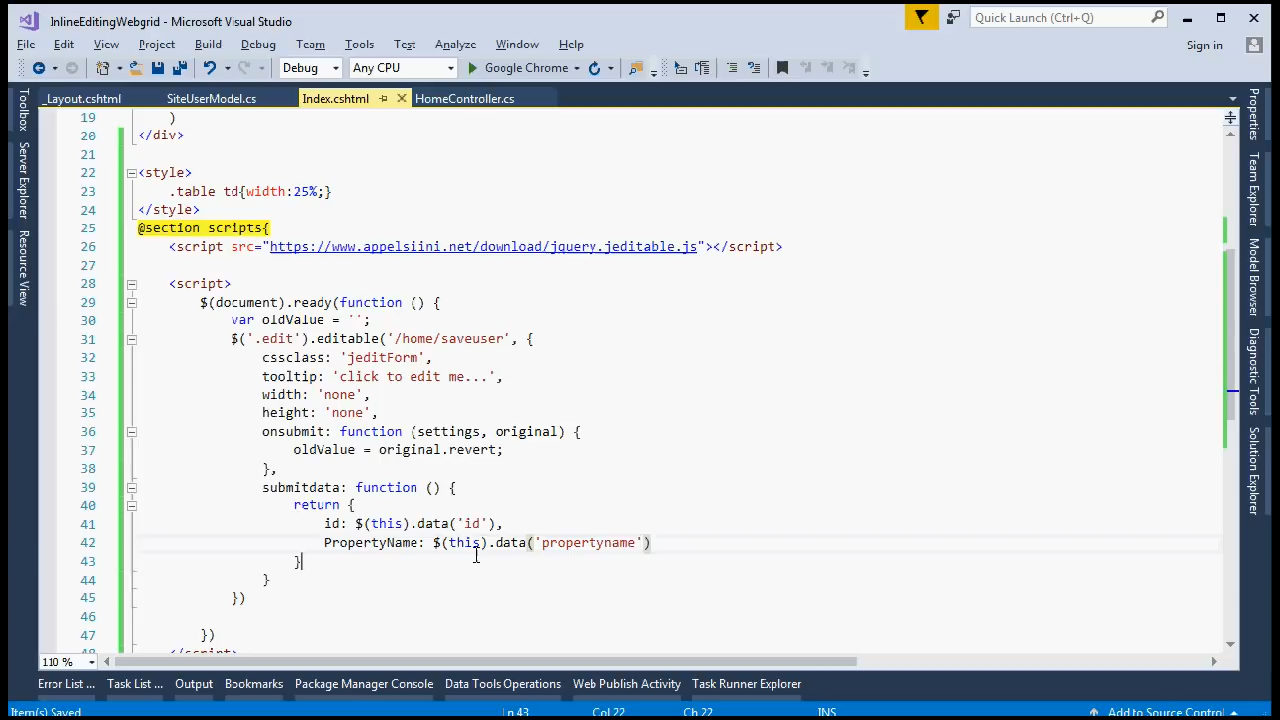 InlineEditingWebgrid - Microsoft Visual Studio
Quick Launch (Ctrl+Q)
File Edit View Project Build Debug Team Tools Test Analyze Window Help
Sign in
Debug Any CPU Google Chrome
_Layout.cshtml SiteUserModel.cs Index.cshtml HomeController.cs
Toolbox
Server Explorer
Resource View
19 )
20 </div>
21
22 <style>
23 .table td{width:25%;}
24 </style>
25 @section scripts{
26 <script src="https://www.appelsiini.net/download/jquery.jeditable.js"></script>
27
28 <script>
29 $(document).ready(function () {
30 var oldValue = '';
31 $('.edit').editable('/home/saveuser', {
32 cssclass: 'jeditForm',
33 tooltip: 'click to edit me...',
34 width: 'none',
35 height: 'none',
36 onsubmit: function (settings, original) {
37 oldValue = original.revert;
38 },
39 submitdata: function () {
40 return {
41 id: $(this).data('id'),
42 PropertyName: $(this).data('propertyname')
43 }
44 }
45 })
46
47 })
48 </script>
Properties
Team Explorer
Model Browser
Diagnostic Tools
Solution Explorer
110 %
Error List ... Task List ... Output Bookmarks Package Manager Console Data Tools Operations Web Publish Activity Task Runner Explorer
Item(s) Saved Ln 43 Col 22 Ch 22 INS Add to Source Control